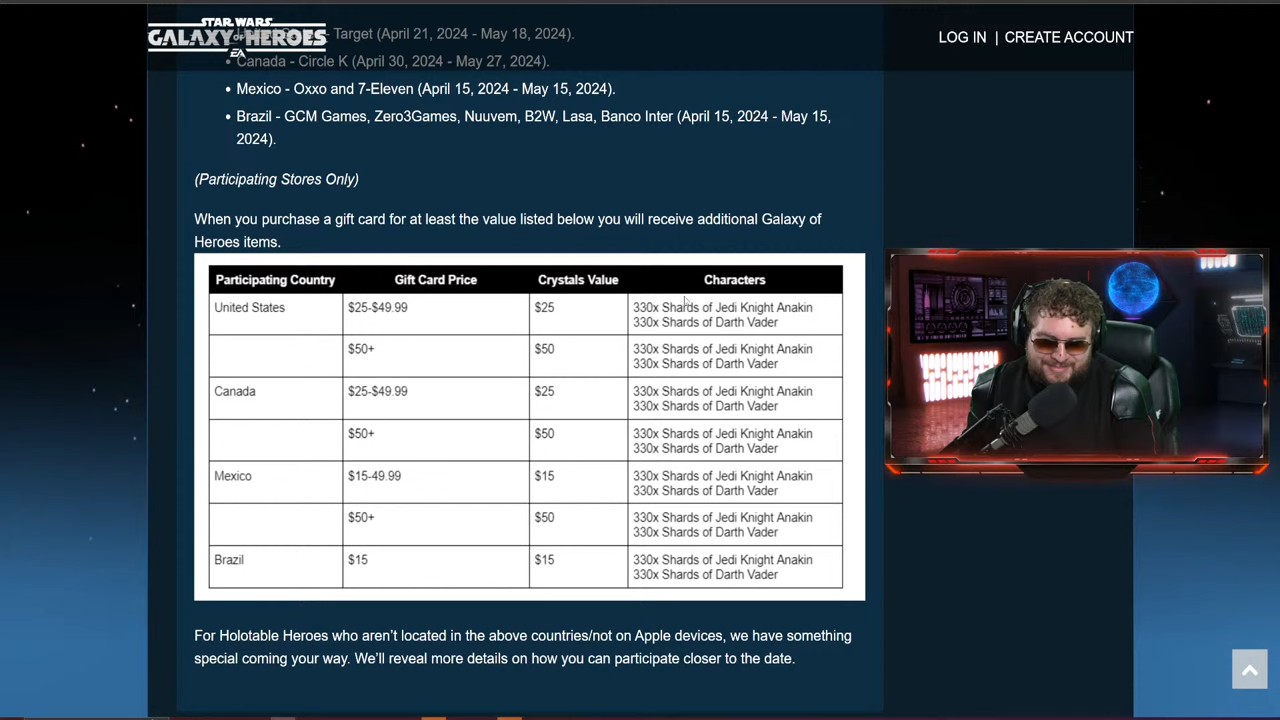 STAR WARS
GALAXY OF HEROES
EA
LOG IN | CREATE ACCOUNT
- Target (April 21, 2024 - May 18, 2024).
• Canada - Circle K (April 30, 2024 - May 27, 2024).
• Mexico - Oxxo and 7-Eleven (April 15, 2024 - May 15, 2024).
• Brazil - GCM Games, Zero3Games, Nuuvem, B2W, Lasa, Banco Inter (April 15, 2024 - May 15,
2024).
(Participating Stores Only)
When you purchase a gift card for at least the value listed below you will receive additional Galaxy of
Heroes items.
Participating Country Gift Card Price Crystals Value Characters
United States $25-$49.99 $25 330x Shards of Jedi Knight Anakin
330x Shards of Darth Vader
$50+ $50 330x Shards of Jedi Knight Anakin
330x Shards of Darth Vader
Canada $25-$49.99 $25 330x Shards of Jedi Knight Anakin
330x Shards of Darth Vader
$50+ $50 330x Shards of Jedi Knight Anakin
330x Shards of Darth Vader
Mexico $15-49.99 $15 330x Shards of Jedi Knight Anakin
330x Shards of Darth Vader
$50+ $50 330x Shards of Jedi Knight Anakin
330x Shards of Darth Vader
Brazil $15 $15 330x Shards of Jedi Knight Anakin
330x Shards of Darth Vader
For Holotable Heroes who aren’t located in the above countries/not on Apple devices, we have something
special coming your way. We’ll reveal more details on how you can participate closer to the date.